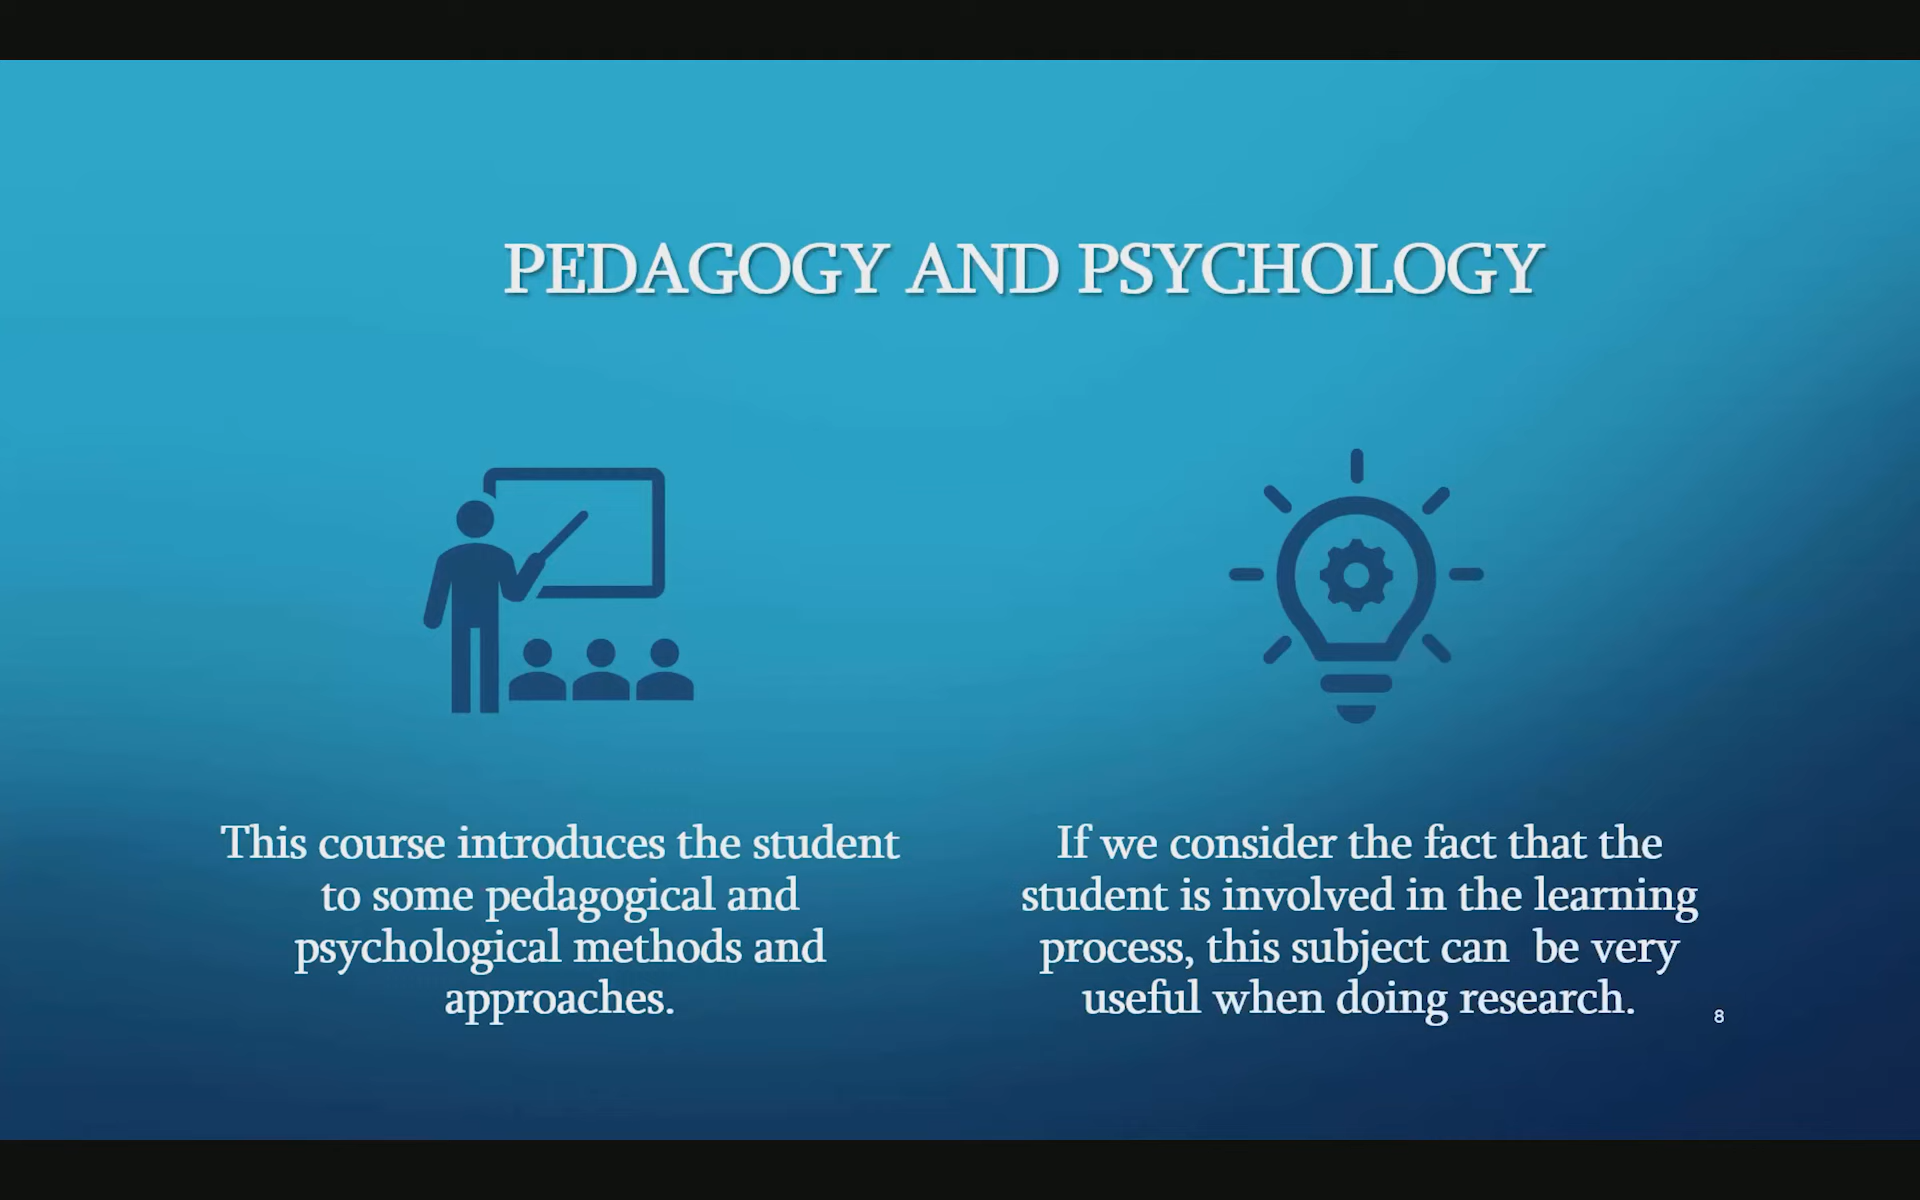 PEDAGOGY AND PSYCHOLOGY
This course introduces the student
to some pedagogical and
psychological methods and
approaches.
If we consider the fact that the
student is involved in the learning
process, this subject can  be very
useful when doing research.
8